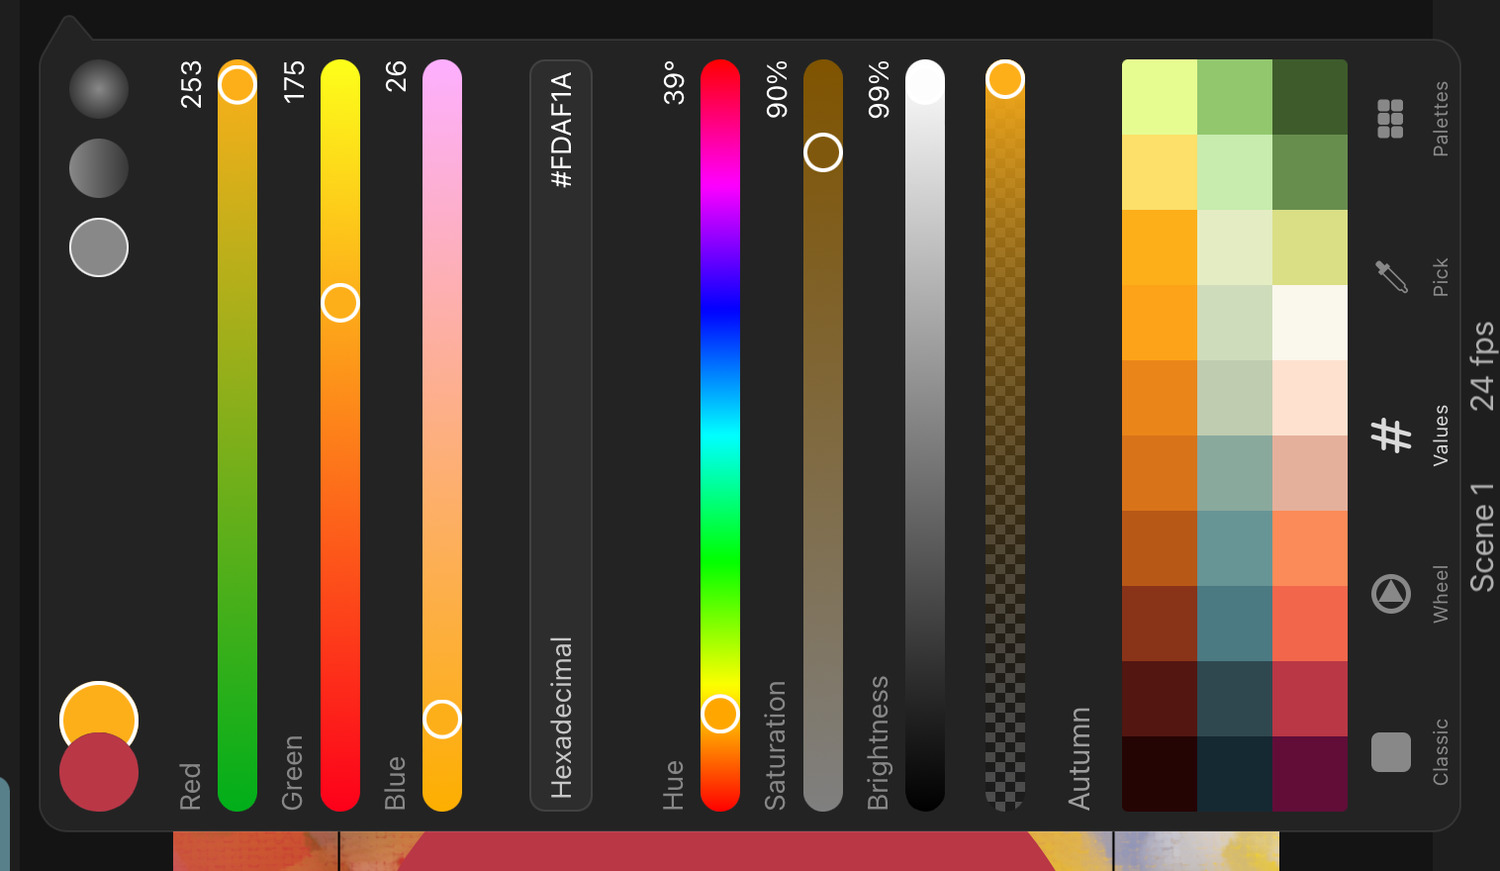 Red 253
Green 175
Blue 26
Hexadecimal #FDAF1A
Hue 39°
Saturation 90%
Brightness 99%
Autumn
Classic Wheel Values Pick Palettes
Scene 1 24 fps